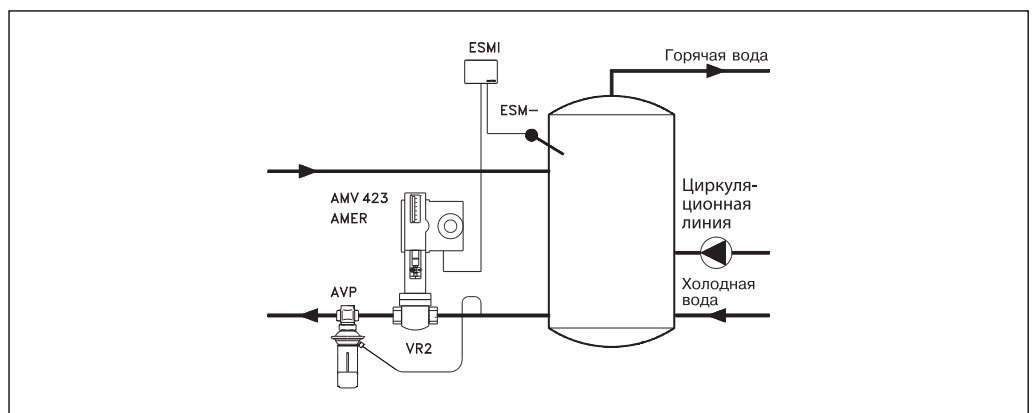 ESMI
Горячая вода
ESM-
AMV 423
AMER
Циркуля-
ционная
линия
AVP
Холодная
вода
VR2